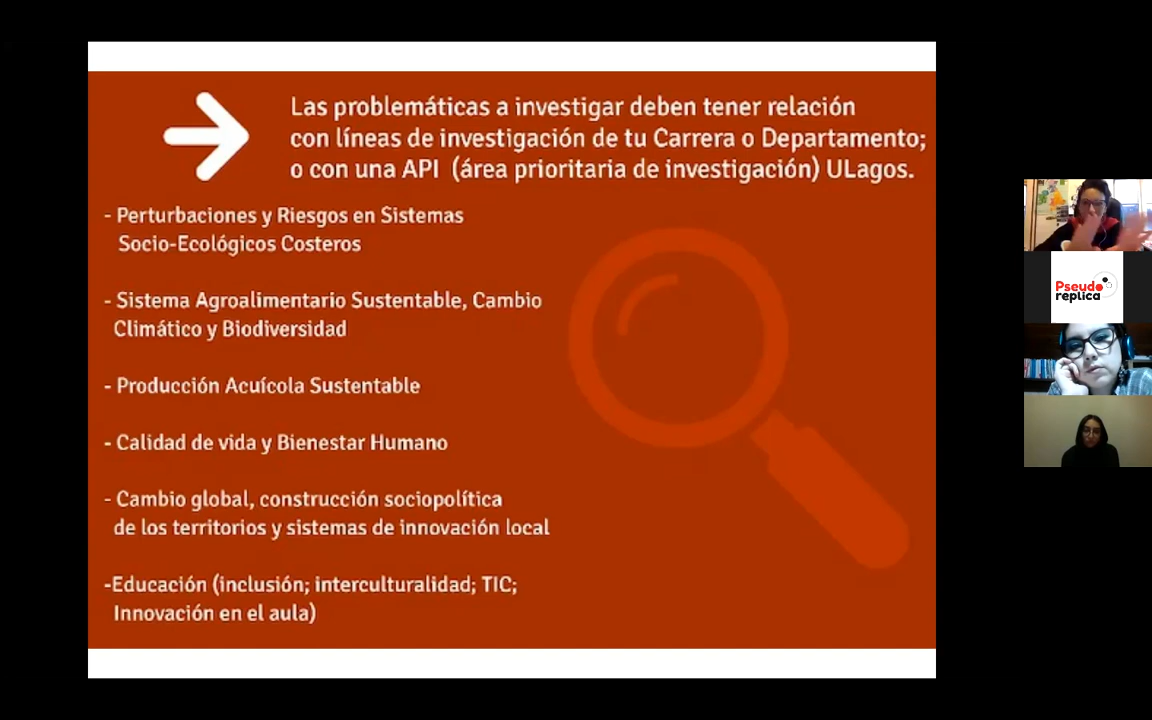 Las problemáticas a investigar deben tener relación
con líneas de investigación de tu Carrera o Departamento;
o con una API (área prioritaria de investigación) ULagos.
- Perturbaciones y Riesgos en Sistemas
Socio-Ecológicos Costeros
- Sistema Agroalimentario Sustentable, Cambio
Climático y Biodiversidad
- Producción Acuícola Sustentable
- Calidad de vida y Bienestar Humano
- Cambio global, construcción sociopolítica
de los territorios y sistemas de innovación local
-Educación (inclusión; interculturalidad; TIC;
Innovación en el aula)
Pseudo
replica